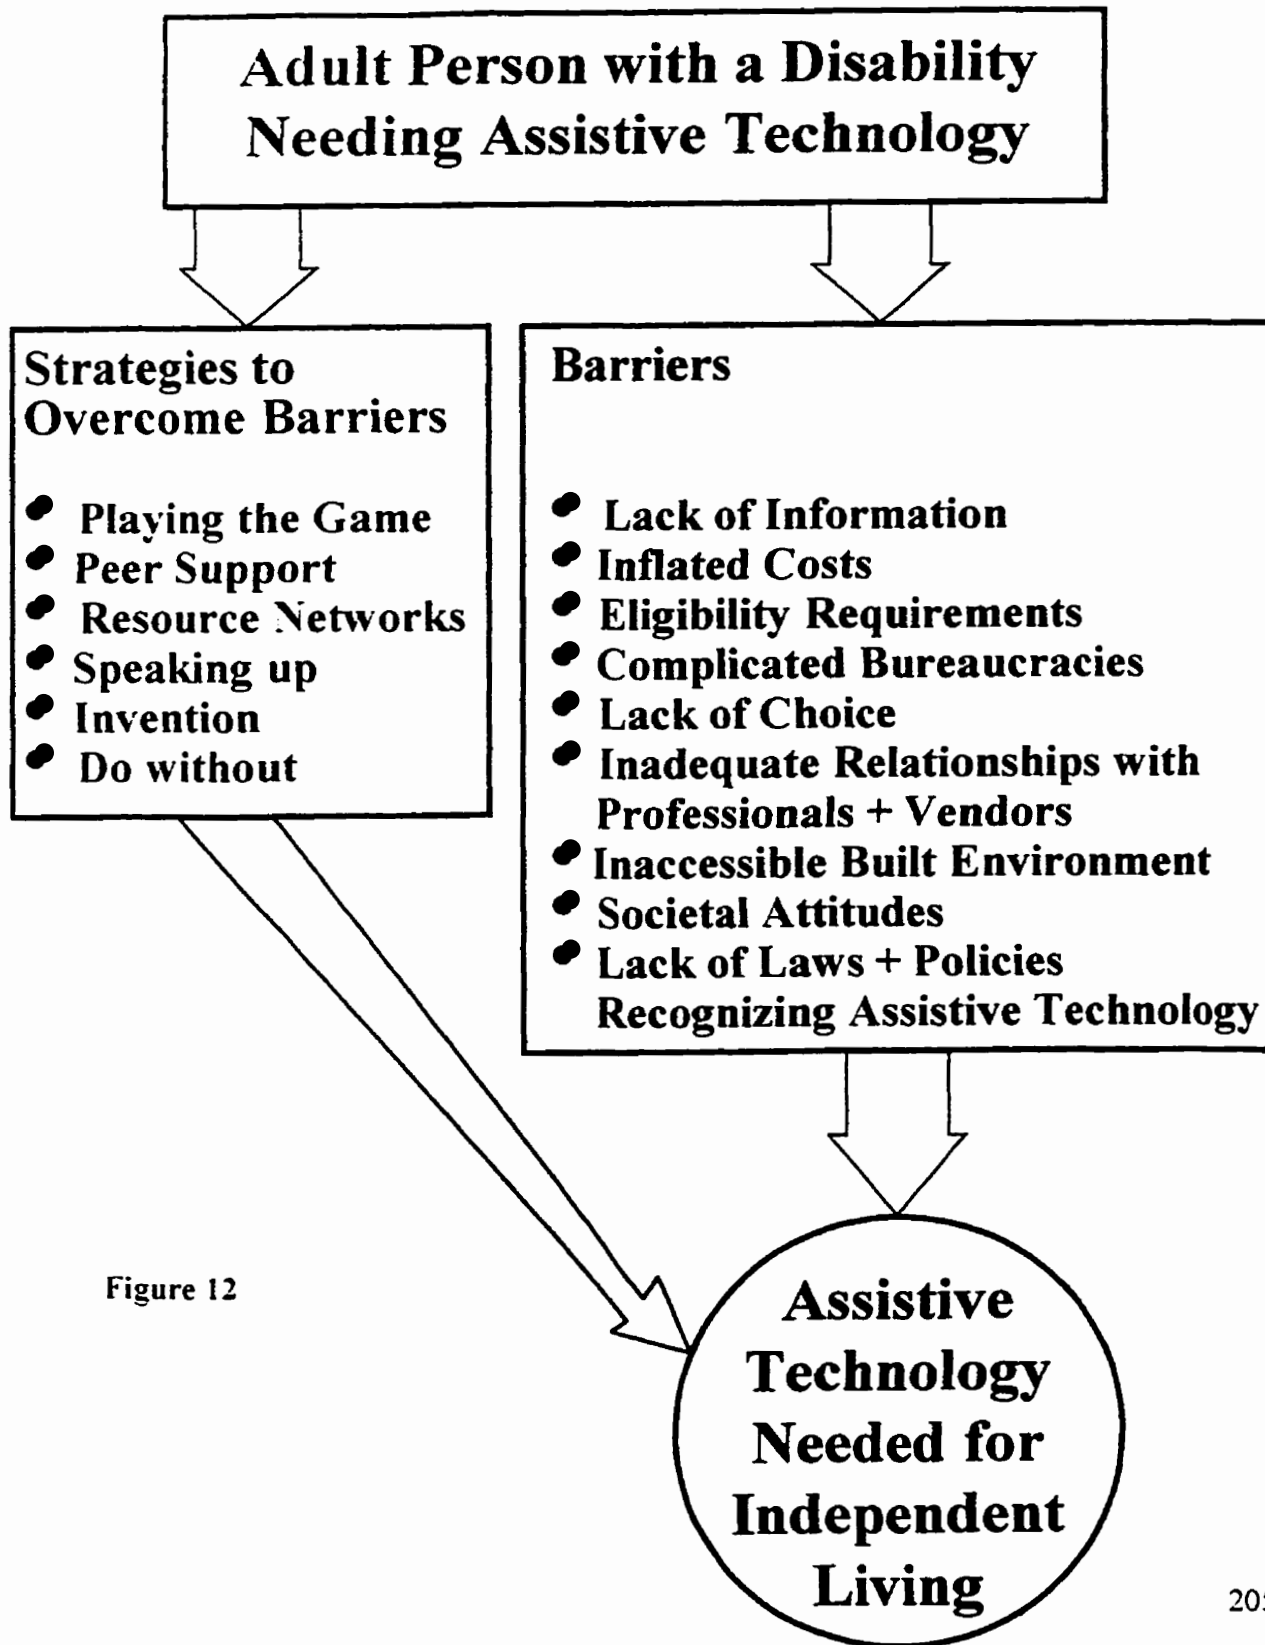 Adult Person with a Disability
Needing Assistive Technology
Strategies to
Overcome Barriers
Playing the Game
Peer Support
Resource Networks
Speaking up
Invention
Do without
Barriers
Lack of Information
Inflated Costs
Eligibility Requirements
Complicated Bureaucracies
Lack of Choice
Inadequate Relationships with
Professionals + Vendors
Inaccessible Built Environment
Societal Attitudes
Lack of Laws + Policies
Recognizing Assistive Technology
Figure 12
Assistive
Technology
Needed for
Independent
Living